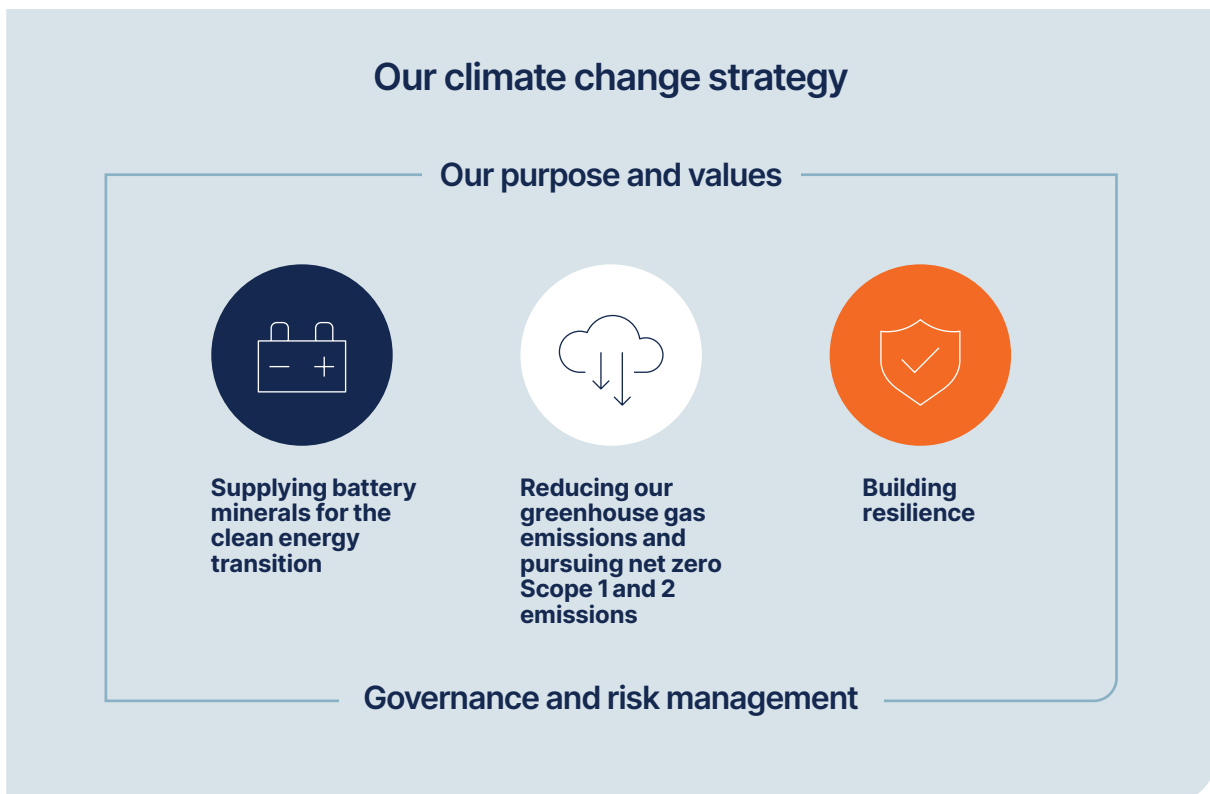 Our climate change strategy
Our purpose and values
Supplying battery
minerals for the
clean energy
transition
Reducing our
greenhouse gas
emissions and
pursuing net zero
Scope 1 and 2
emissions
Building
resilience
Governance and risk management